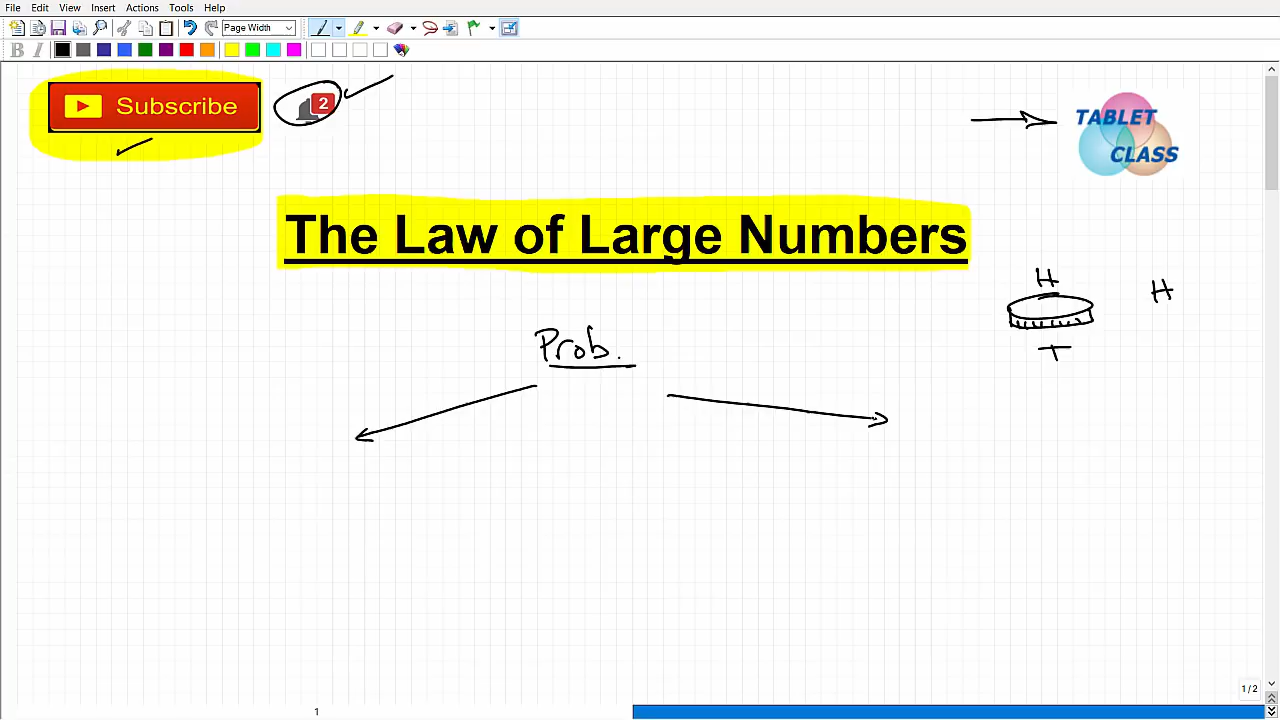 File Edit View Insert Actions Tools Help
Page Width
B I
Subscribe
2
TABLET
CLASS
The Law of Large Numbers
H
H
Prob.
T
1/2
1